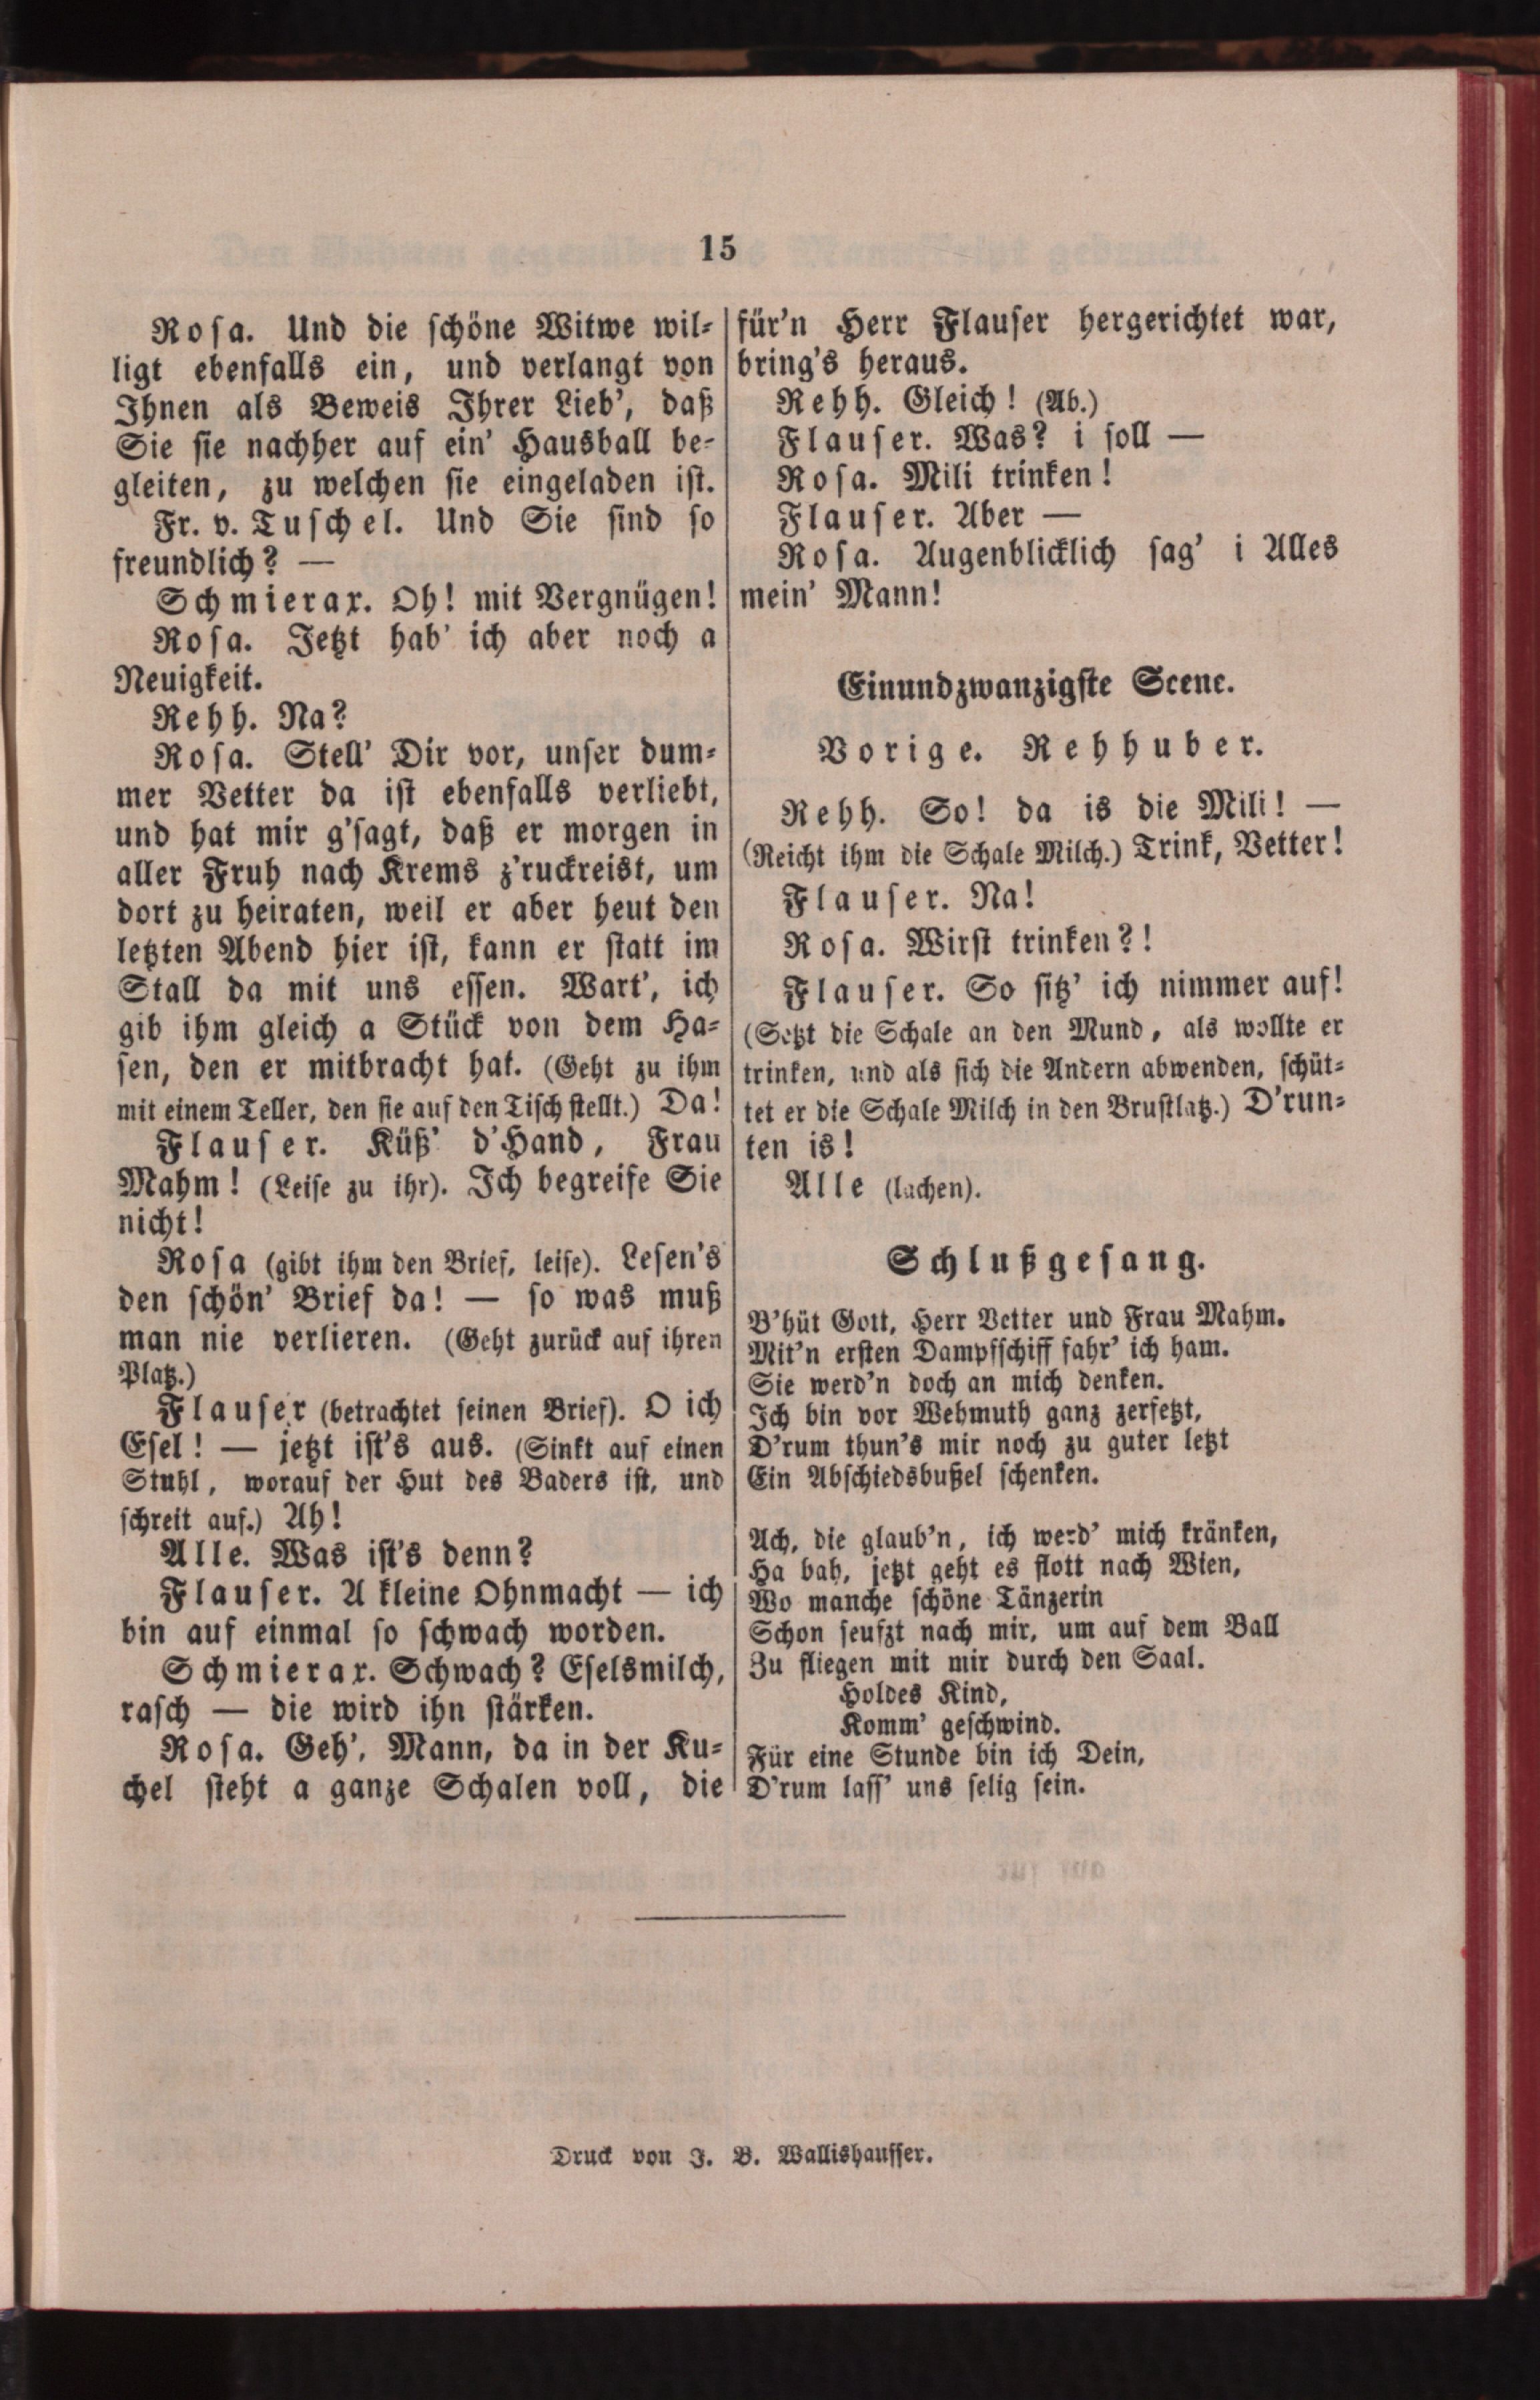 15
Rosa. Und die schöne Witwe wil-
ligt ebenfalls ein, und verlangt von
Ihnen als Beweis Ihrer Lieb', daß
Sie sie nachher auf ein' Hausball be-
gleiten, zu welchen sie eingeladen ist.
Fr. v. Tuschel. Und Sie sind so
freundlich? —
Schmierax. Oh! mit Vergnügen!
Rosa. Jetzt hab' ich aber noch a
Neuigkeit.
Rehh. Na?
Rosa. Stell' Dir vor, unser dum-
mer Vetter da ist ebenfalls verliebt,
und hat mir g'sagt, daß er morgen in
aller Fruh nach Krems z'ruckreist, um
dort zu heiraten, weil er aber heut den
letzten Abend hier ist, kann er statt im
Stall da mit uns essen. Wart', ich
gib ihm gleich a Stück von dem Ha-
sen, den er mitbracht hat. (Geht zu ihm
mit einem Teller, den sie auf den Tisch stellt.) Da!
Flauser. Küß' d'Hand, Frau
Mahm! (Leise zu ihr). Ich begreife Sie
nicht!
Rosa (gibt ihm den Brief, leise). Lesen's
den schön' Brief da! — so was muß
man nie verlieren. (Geht zurück auf ihren
Platz.)
Flauser (betrachtet seinen Brief). O ich
Esel! — jetzt ist's aus. (Sinkt auf einen
Stuhl, worauf der Hut des Baders ist, und
schreit auf.) Ah!
Alle. Was ist's denn?
Flauser. A kleine Ohnmacht — ich
bin auf einmal so schwach worden.
Schmierax. Schwach? Eselsmilch,
rasch — die wird ihn stärken.
Rosa. Geh', Mann, da in der Ku-
chel steht a ganze Schalen voll, die
für'n Herr Flauser hergerichtet war,
bring's heraus.
Rehh. Gleich! (Ab.)
Flauser. Was? i soll —
Rosa. Mili trinken!
Flauser. Aber —
Rosa. Augenblicklich sag' i Alles
mein' Mann!
Einundzwanzigste Scene.
Vorige. Rehhuber.
Rehh. So! da is die Mili! —
(Reicht ihm die Schale Milch.) Trink, Vetter!
Flauser. Na!
Rosa. Wirst trinken?!
Flauser. So sitz' ich nimmer auf!
(Setzt die Schale an den Mund, als wollte er
trinken, und als sich die Andern abwenden, schüt-
tet er die Schale Milch in den Brustlatz.) D'run-
ten is!
Alle (lachen).
Schlußgesang.
B'hüt Gott, Herr Vetter und Frau Mahm.
Mit'n ersten Dampfschiff fahr' ich ham.
Sie werd'n doch an mich denken.
Ich bin vor Wehmuth ganz zersetzt,
D'rum thun's mir noch zu guter letzt
Ein Abschiedsbußel schenken.
Ach, die glaub'n, ich werd' mich kränken,
Ha bah, jetzt geht es flott nach Wien,
Wo manche schöne Tänzerin
Schon seufzt nach mir, um auf dem Ball
Zu fliegen mit mir durch den Saal.
Holdes Kind,
Komm' geschwind.
Für eine Stunde bin ich Dein,
D'rum lass' uns selig sein.
Druck von J. B. Wallishausser.